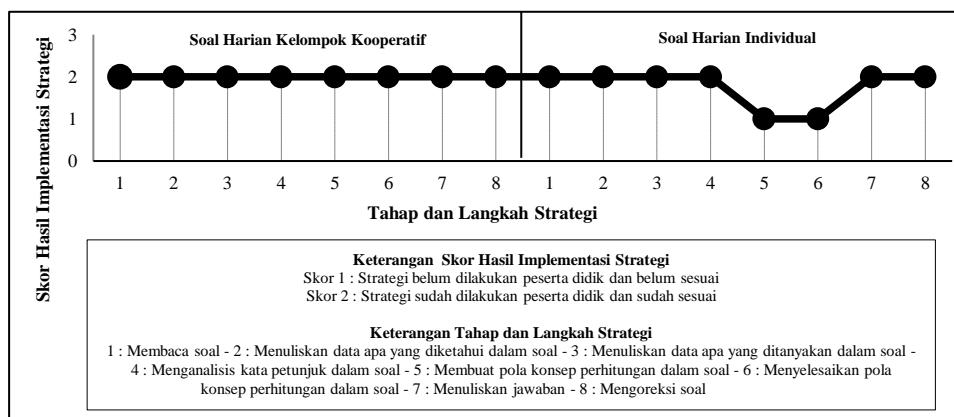 Soal Harian Kelompok Kooperatif
Soal Harian Individual
Skor Hasil Implementasi Strategi
3
2
1
0
1 2 3 4 5 6 7 8 1 2 3 4 5 6 7 8
Tahap dan Langkah Strategi
Keterangan Skor Hasil Implementasi Strategi
Skor 1 : Strategi belum dilakukan peserta didik dan belum sesuai
Skor 2 : Strategi sudah dilakukan peserta didik dan sudah sesuai
Keterangan Tahap dan Langkah Strategi
1 : Membaca soal - 2 : Menuliskan data apa yang diketahui dalam soal - 3 : Menuliskan data apa yang ditanyakan dalam soal -
4 : Menganalisis kata petunjuk dalam soal - 5 : Membuat pola konsep perhitungan dalam soal - 6 : Menyelesaikan pola
konsep perhitungan dalam soal - 7 : Menuliskan jawaban - 8 : Mengoreksi soal